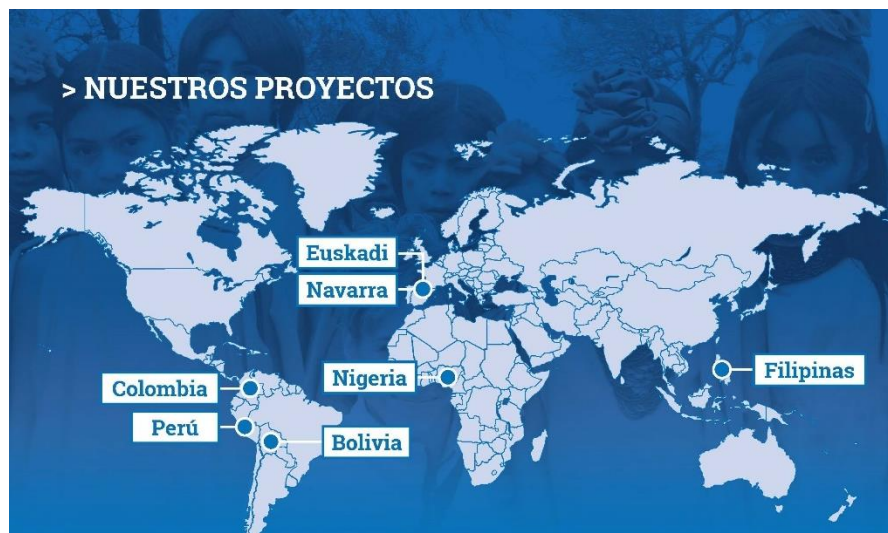 > NUESTROS PROYECTOS
Euskadi
Navarra
Nigeria
Filipinas
Colombia
Perú
Bolivia